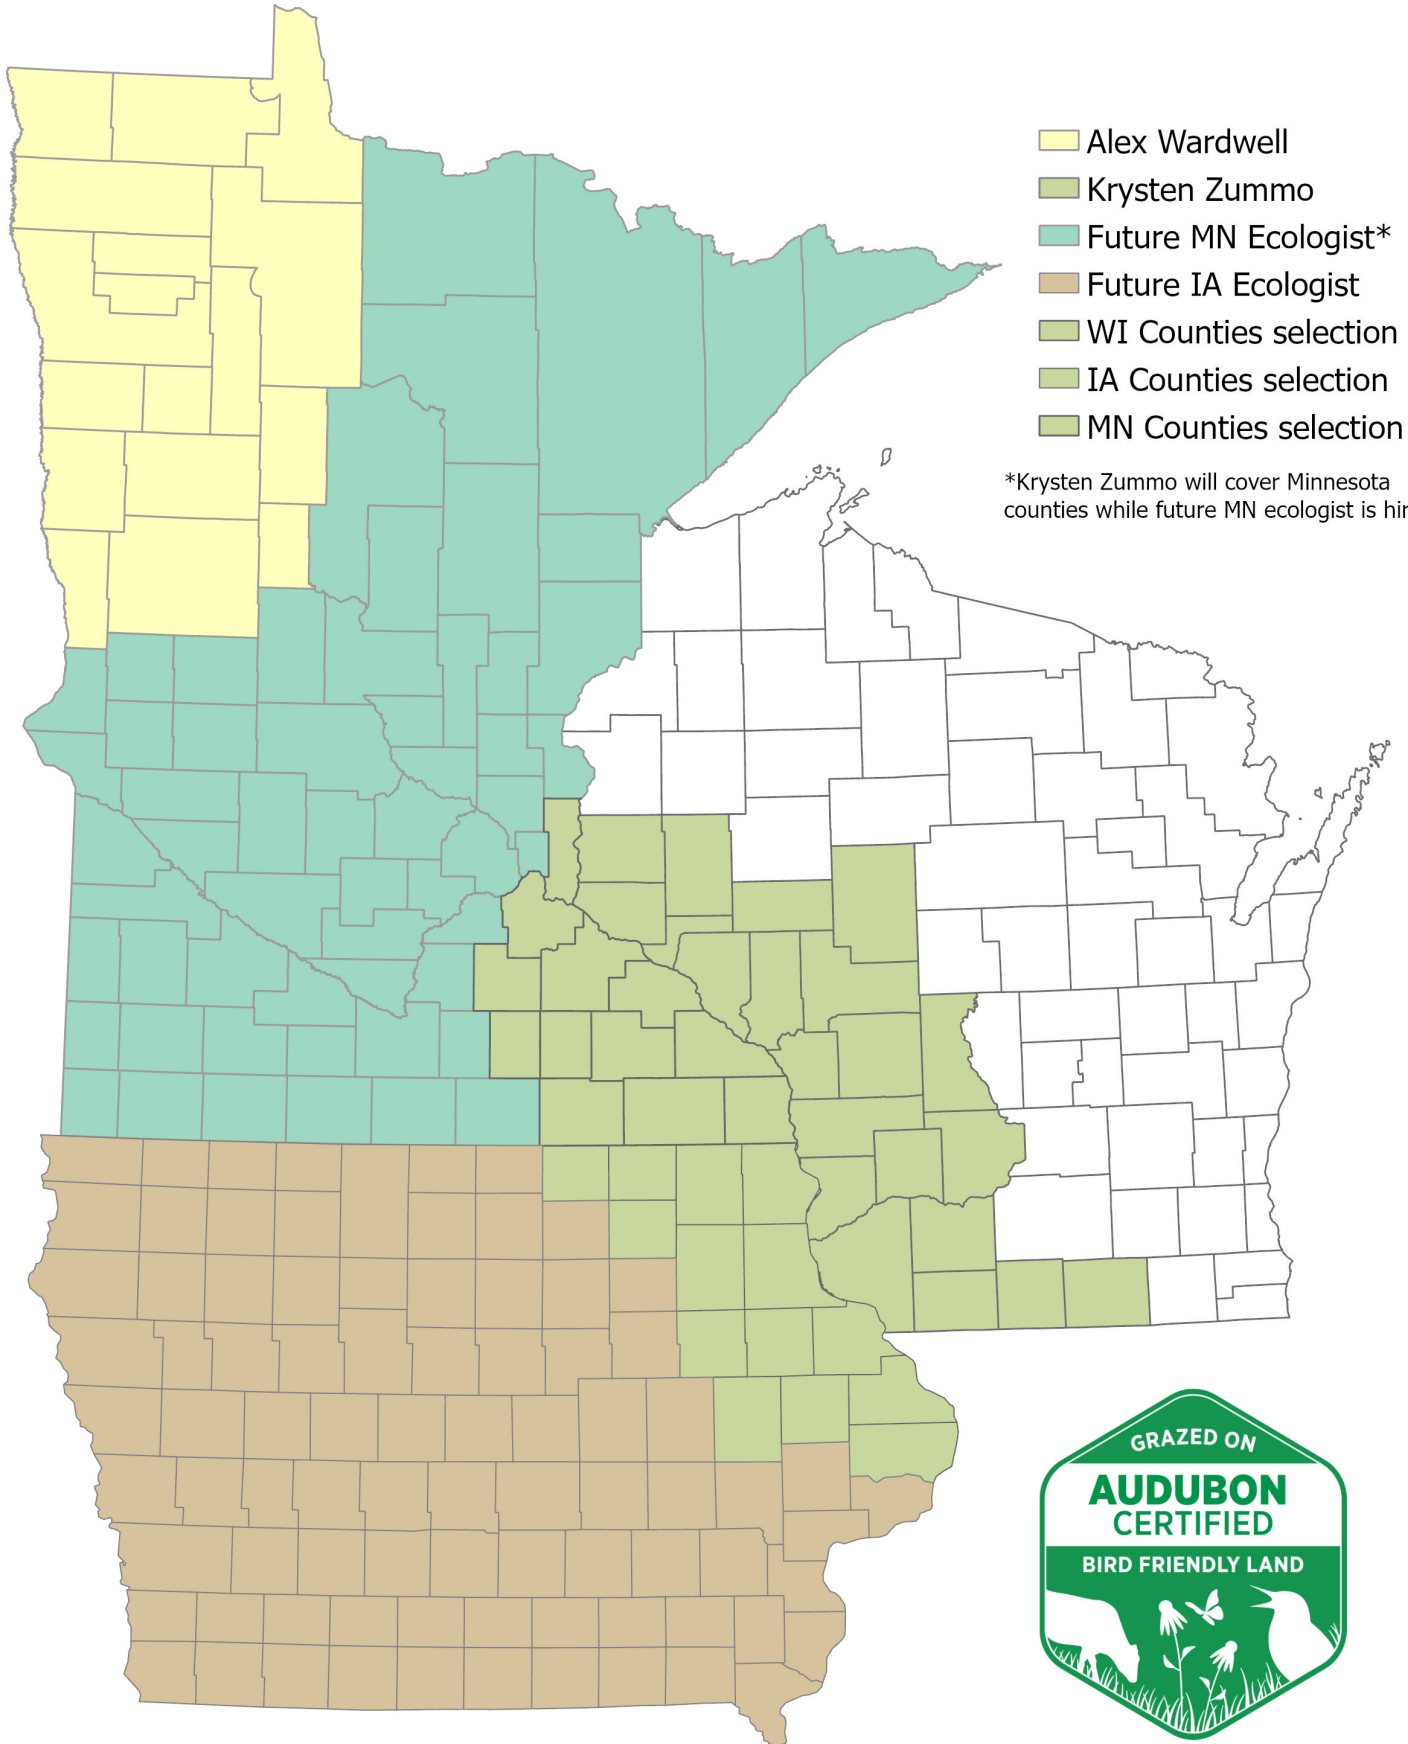 Alex Wardwell
Krysten Zummo
Future MN Ecologist*
Future IA Ecologist
WI Counties selection
IA Counties selection
MN Counties selection
*Krysten Zummo will cover Minnesota
counties while future MN ecologist is hir
GRAZED ON
AUDUBON
CERTIFIED
BIRD FRIENDLY LAND